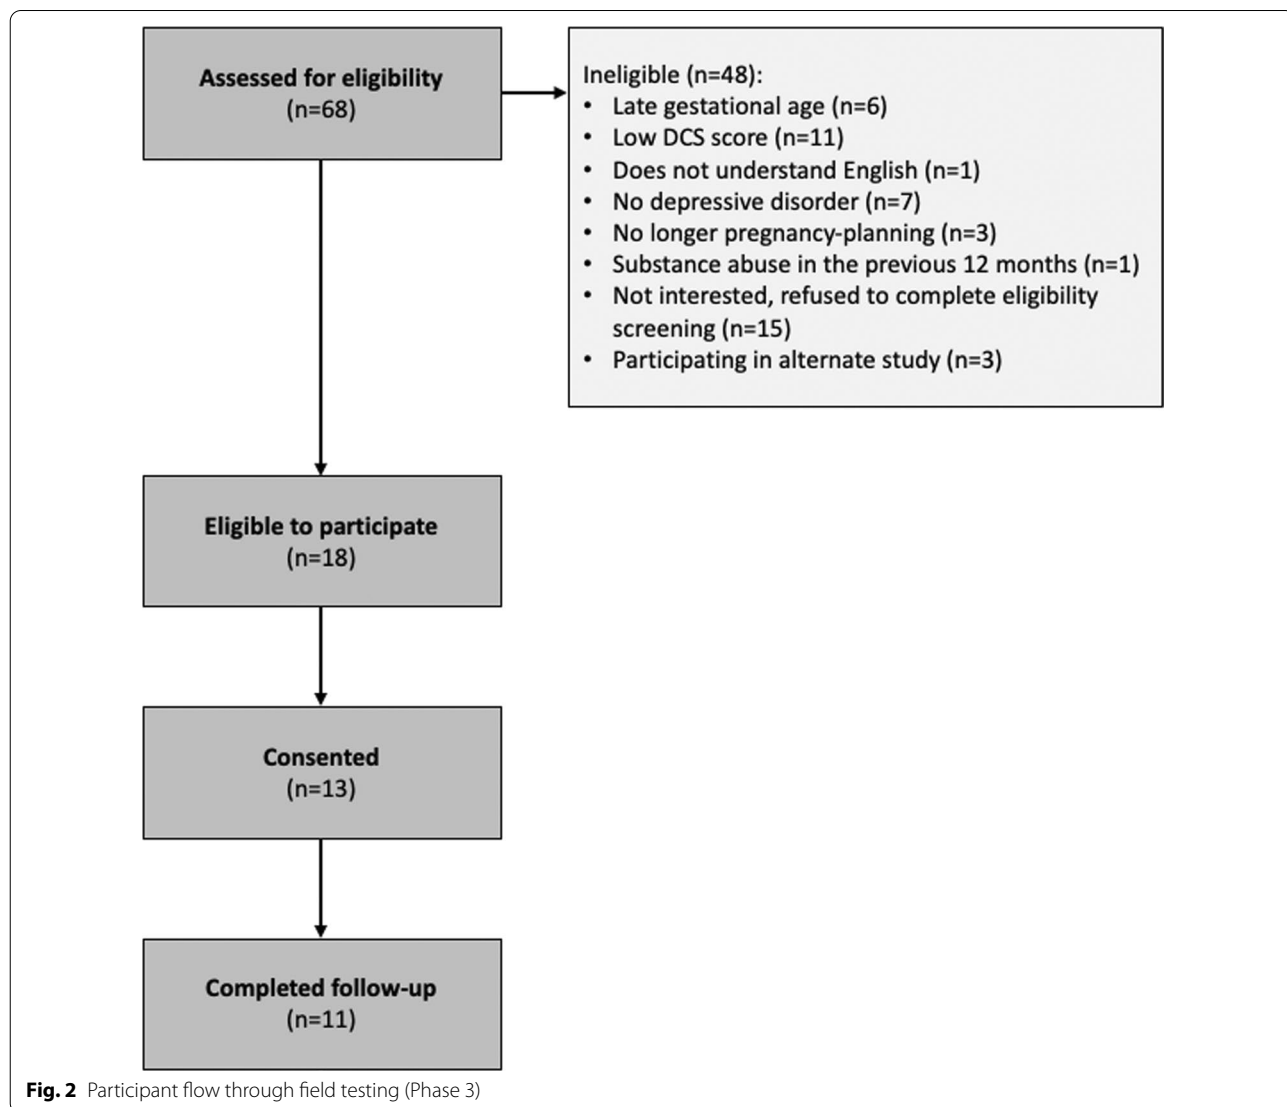 Assessed for eligibility
(n=68)
Ineligible (n=48):
• Late gestational age (n=6)
• Low DCS score (n=11)
• Does not understand English (n=1)
• No depressive disorder (n=7)
• No longer pregnancy-planning (n=3)
• Substance abuse in the previous 12 months (n=1)
• Not interested, refused to complete eligibility
screening (n=15)
• Participating in alternate study (n=3)
Eligible to participate
(n=18)
Consented
(n=13)
Completed follow-up
(n=11)
Fig. 2 Participant flow through field testing (Phase 3)